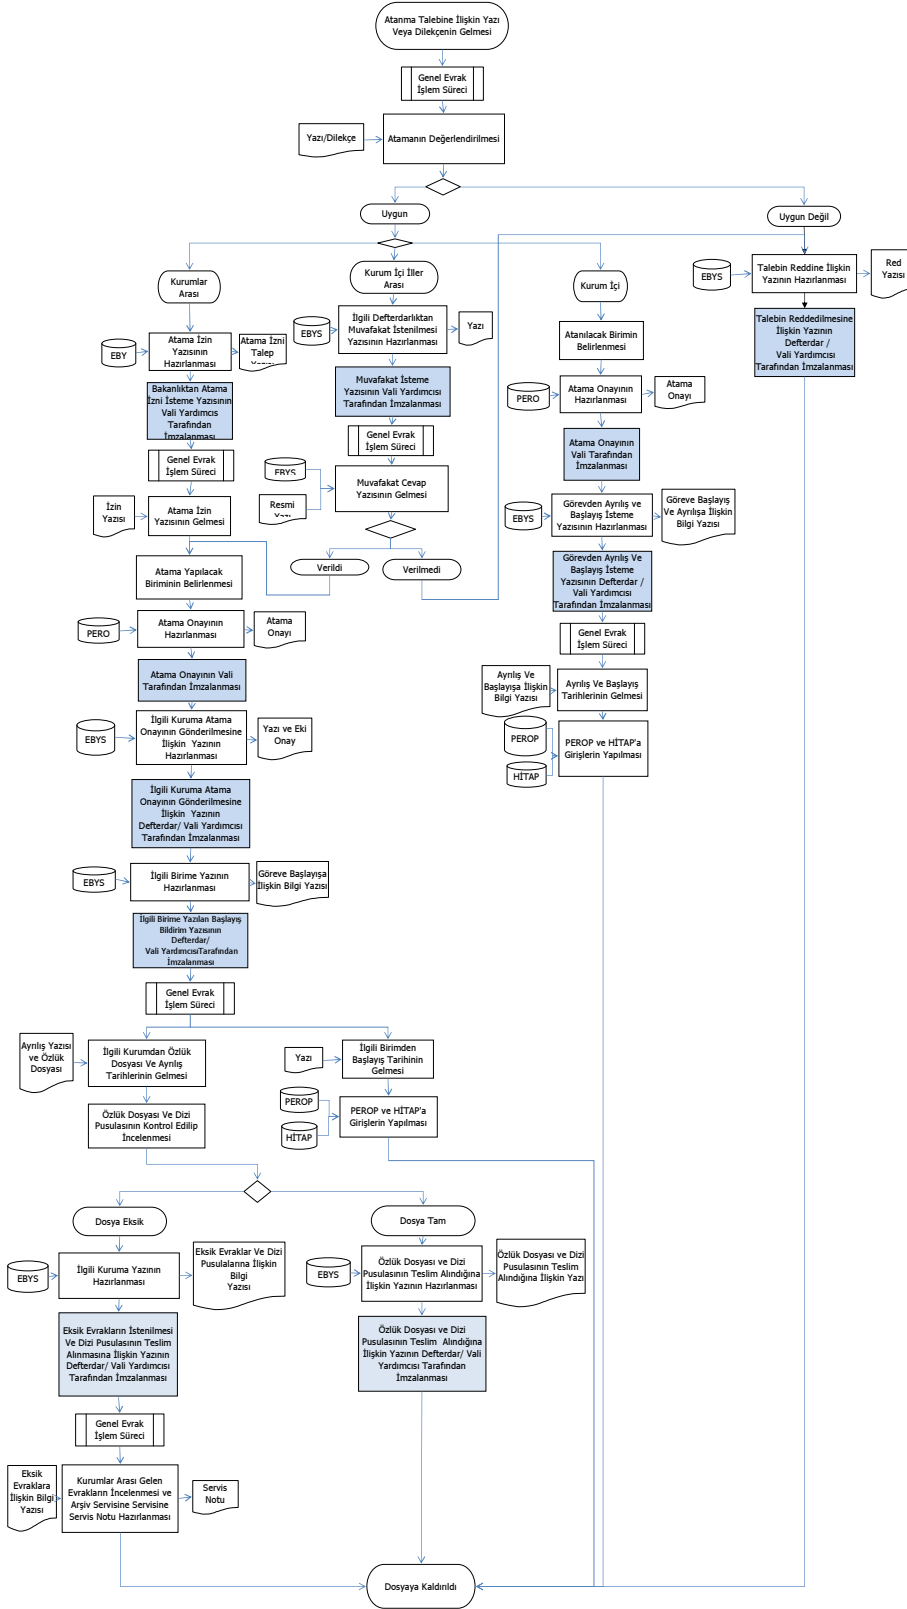 Atanma Talebine İlişkin Yazı
Veya Dilekçenin Gelmesi
Genel Evrak
İşlem Süreci
Yazı/Dilekçe
Atamanın Değerlendirilmesi
Uygun
Uygun Değil
Kurumlar
Arası
Kurum İçi İller
Arası
Kurum İçi
EBYS
Talebin Reddine İlişkin
Yazının Hazırlanması
Red
Yazısı
EBY
Atama İzin
Yazısının
Hazırlanması
Atama İzni
Talep
EBYS
İlgili Defterdarlıktan
Muvafakat İstenilmesi
Yazısının Hazırlanması
Yazı
Atanılacak Birimin
Belirlenmesi
Talebin Reddedilmesine
İlişkin Yazının
Defterdar /
Vali Yardımcısı
Tarafından İmzalanması
Bakanlıktan Atama
İzni İsteme Yazısının
Vali Yardımcıs
Tarafından
İmzalanması
Muvafakat İsteme
Yazısının Vali Yardımcısı
Tarafından İmzalanması
PERO
Atama Onayının
Hazırlanması
Atama
Onayı
Genel Evrak
İşlem Süreci
Genel Evrak
İşlem Süreci
Atama Onayının
Vali Tarafından
İmzalanması
EBYS
Resmi
Muvafakat Cevap
Yazısının Gelmesi
İzin
Yazısı
Atama İzin
Yazısının Gelmesi
EBYS
Görevden Ayrılış ve
Başlayış İsteme
Yazısının Hazırlanması
Göreve Başlayış
Ve Ayrılışa İlişkin
Bilgi Yazısı
Verildi
Verilmedi
Atama Yapılacak
Biriminin Belirlenmesi
Görevden Ayrılış Ve
Başlayış İsteme
Yazısının Defterdar /
Vali Yardımcısı
Tarafından İmzalanması
PERO
Atama Onayının
Hazırlanması
Atama
Onayı
Genel Evrak
İşlem Süreci
Atama Onayının Vali
Tarafından İmzalanması
Ayrılış Ve
Başlayışa İlişkin
Bilgi Yazısı
Ayrılış Ve Başlayış
Tarihlerinin Gelmesi
EBYS
İlgili Kuruma Atama
Onayının Gönderilmesine
İlişkin  Yazının
Hazırlanması
Yazı ve Eki
Onay
PEROP
HİTAP
PEROP ve HİTAP'a
Girişlerin Yapılması
İlgili Kuruma Atama
Onayının Gönderilmesine
İlişkin  Yazının
Defterdar/ Vali Yardımcısı
Tarafından İmzalanması
EBYS
İlgili Birime Yazının
Hazırlanması
Göreve Başlayışa
İlişkin Bilgi Yazısı
İlgili Birime Yazılan Başlayış
Bildirim Yazısının
Defterdar/
Vali YardımcısıTarafından
İmzalanması
Genel Evrak
İşlem Süreci
Ayrılış Yazısı
ve Özlük
Dosyası
İlgili Kurumdan Özlük
Dosyası Ve Ayrılış
Tarihlerinin Gelmesi
Yazı
İlgili Birimden
Başlayış Tarihinin
Gelmesi
Özlük Dosyası Ve Dizi
Pusulasının Kontrol Edilip
İncelenmesi
PEROP
HİTAP
PEROP ve HİTAP'a
Girişlerin Yapılması
Dosya Eksik
Dosya Tam
EBYS
İlgili Kuruma Yazının
Hazırlanması
Eksik Evraklar Ve Dizi
Pusulalarına İlişkin
Bilgi
Yazısı
EBYS
Özlük Dosyası ve Dizi
Pusulasının Teslim Alındığına
İlişkin Yazının Hazırlanması
Özlük Dosyası ve Dizi
Pusulasının Teslim
Alındığına İlişkin Yazı
Eksik Evrakların İstenilmesi
Ve Dizi Pusulasının Teslim
Alınmasına İlişkin Yazının
Defterdar/ Vali Yardımcısı
Tarafından İmzalanması
Özlük Dosyası ve Dizi
Pusulasının Teslim  Alındığına
İlişkin Yazının Defterdar/ Vali
Yardımcısı Tarafından
İmzalanması
Genel Evrak
İşlem Süreci
Eksik
Evraklara
İlişkin Bilgi
Yazısı
Kurumlar Arası Gelen
Evrakların İncelenmesi ve
Arşiv Servisine Servisine
Servis Notu Hazırlanması
Servis
Notu
Dosyaya Kaldırıldı